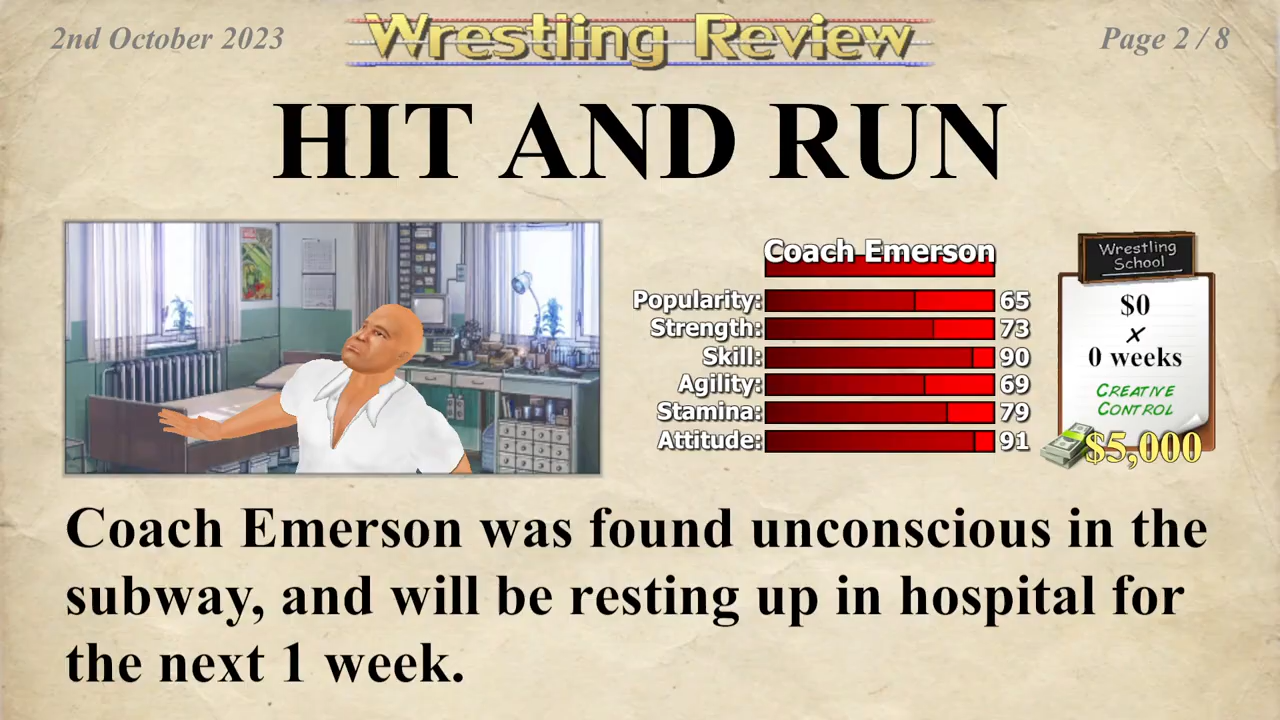 2nd October 2023
Wrestling Review
Page 2 / 8
HIT AND RUN
Coach Emerson
Popularity: 65
Strength: 73
Skill: 90
Agility: 69
Stamina: 79
Attitude: 91
Wrestling
School
$0
x
0 weeks
CREATIVE
CONTROL
$5,000
Coach Emerson was found unconscious in the
subway, and will be resting up in hospital for
the next 1 week.